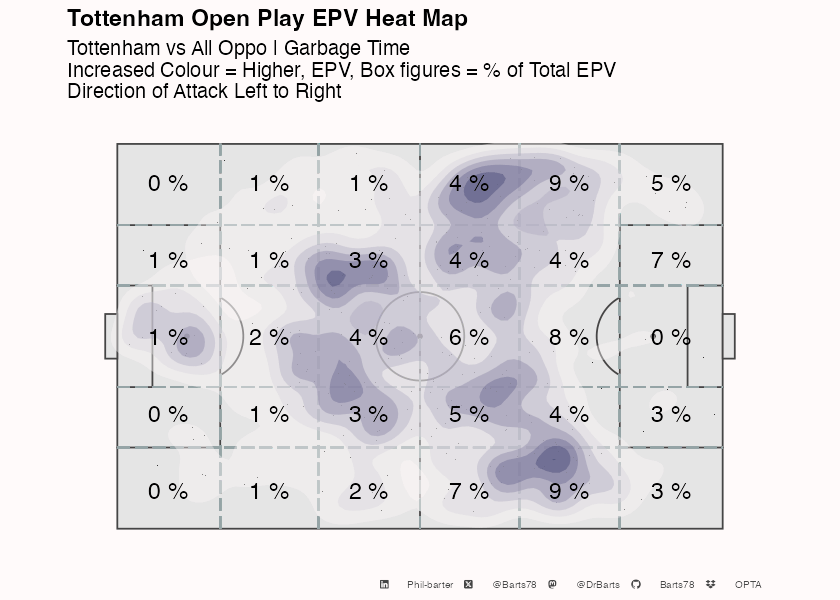 Tottenham Open Play EPV Heat Map
Tottenham vs All Oppo | Garbage Time
Increased Colour = Higher, EPV, Box figures = % of Total EPV
Direction of Attack Left to Right
0 % 1 % 1 % 4 % 9 % 5 %
1 % 1 % 3 % 4 % 4 % 7 %
1 % 2 % 4 % 6 % 8 % 0 %
0 % 1 % 3 % 5 % 4 % 3 %
0 % 1 % 2 % 7 % 9 % 3 %
Phil-barter @Barts78 @DrBarts Barts78 OPTA